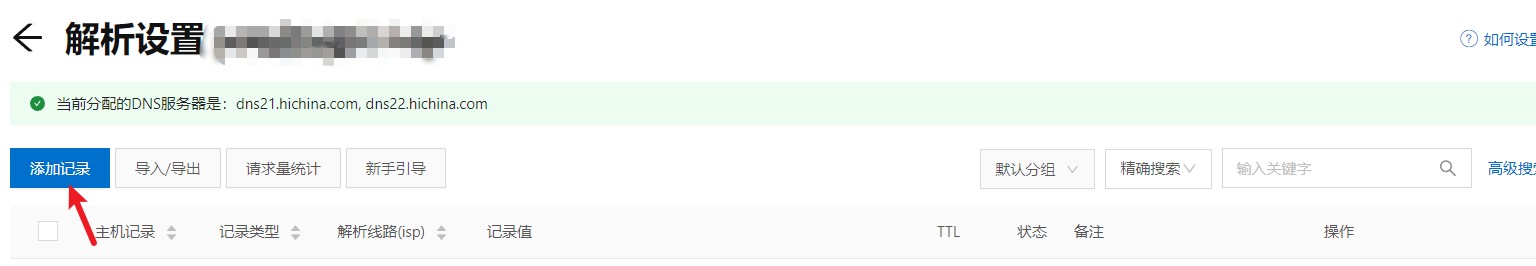 解析设置
如何设置
当前分配的DNS服务器是：dns21.hichina.com, dns22.hichina.com
添加记录 导入/导出 请求量统计 新手引导 默认分组 精确搜索 输入关键字 高级搜索
主机记录 记录类型 解析线路(isp) 记录值 TTL 状态 备注 操作